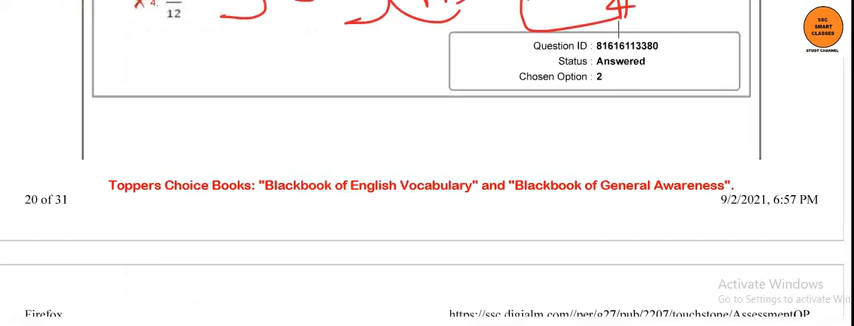 4.
12
SSC
SMART
CLASSES
STUDY CHANNEL
Question ID : 81616113380
Status : Answered
Chosen Option : 2
Toppers Choice Books: "Blackbook of English Vocabulary" and "Blackbook of General Awareness".
20 of 31
9/2/2021, 6:57 PM
Activate Windows
Go to Settings to activate
Firefox
https://ssc.digialm.com//per/g27/pub/2207/touchstone/AssessmentQP